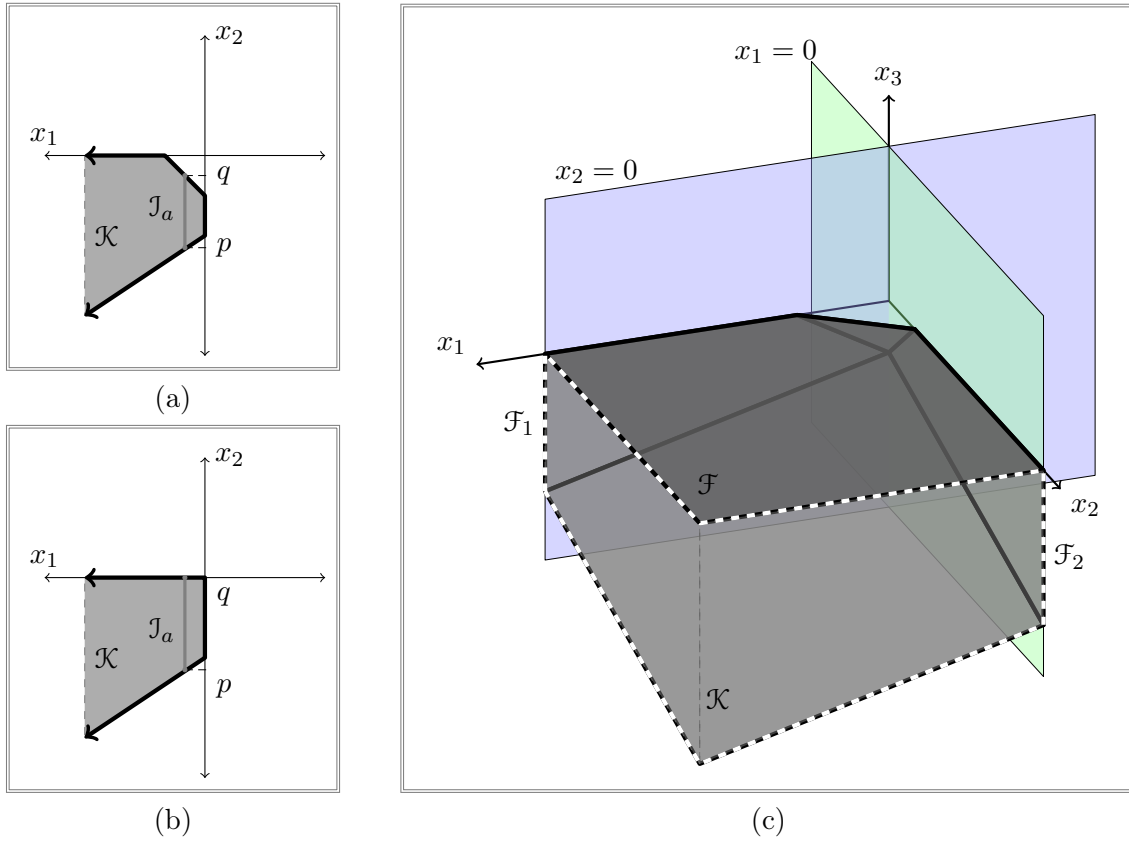 x₂
x₁
q
𝒥ₐ
𝒦
p
(a)
x₂
x₁
q
𝒥ₐ
𝒦
p
(b)
x₁ = 0
x₃
x₂ = 0
x₁
ℱ₁
ℱ
x₂
ℱ₂
𝒦
(c)